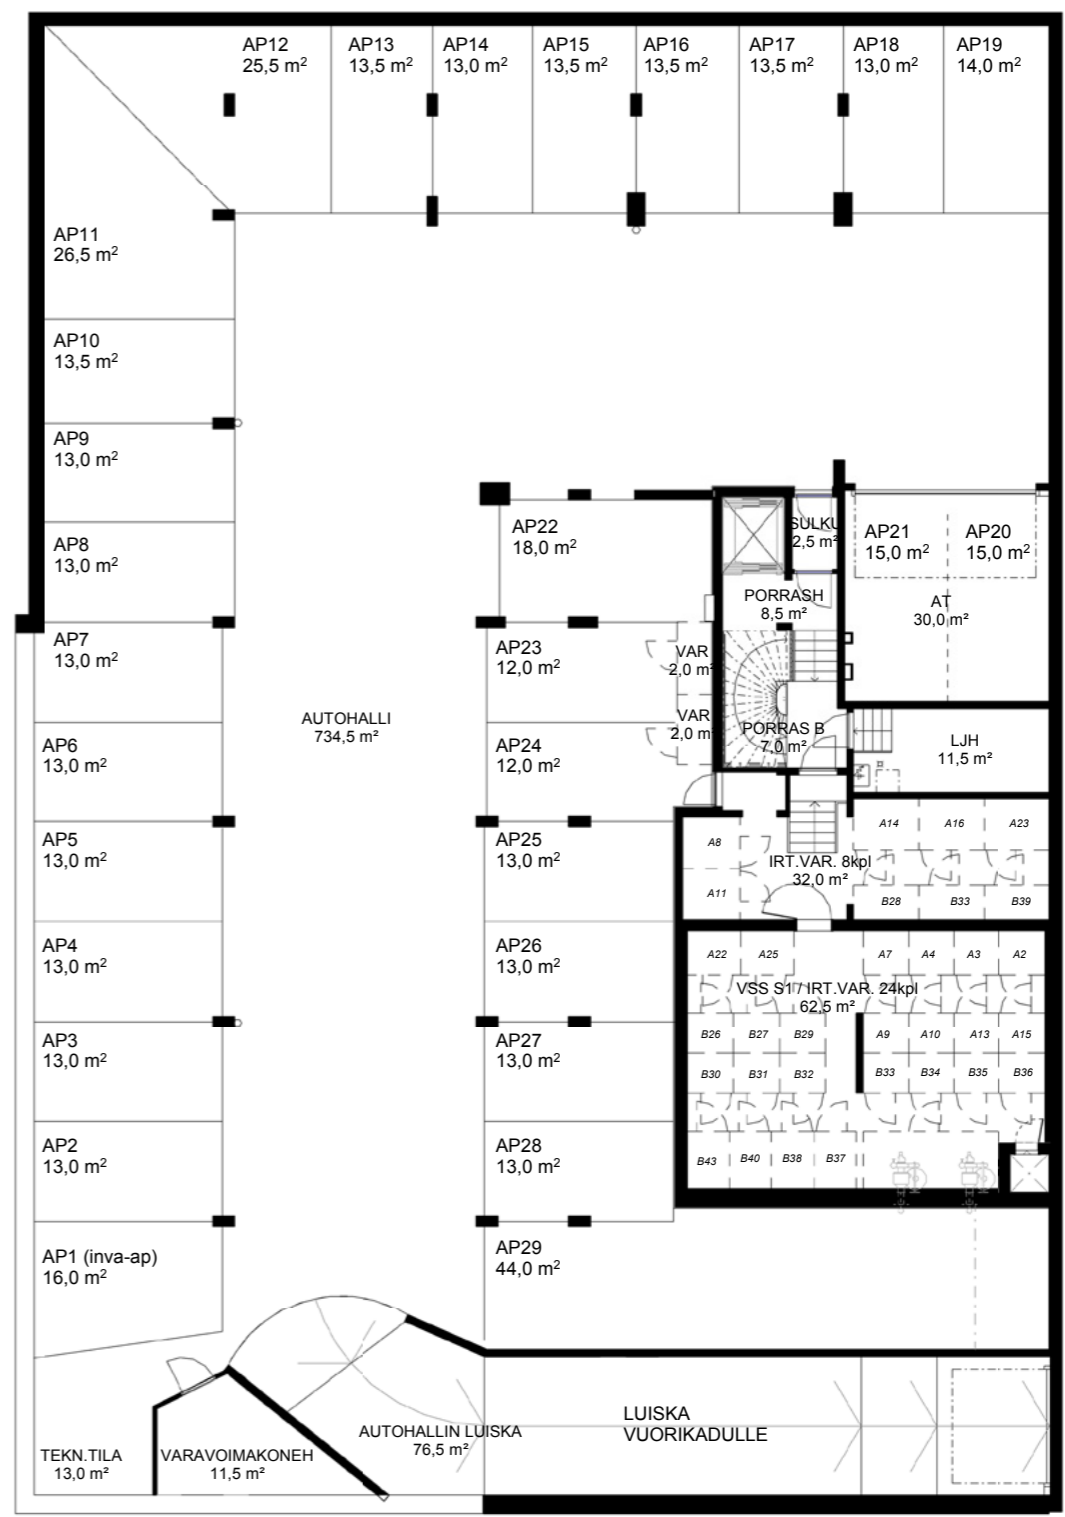 AP12
25,5 m²
AP13
13,5 m²
AP14
13,0 m²
AP15
13,5 m²
AP16
13,5 m²
AP17
13,5 m²
AP18
13,0 m²
AP19
14,0 m²
AP11
26,5 m²
AP10
13,5 m²
AP9
13,0 m²
AP8
13,0 m²
AP7
13,0 m²
AP6
13,0 m²
AP5
13,0 m²
AP4
13,0 m²
AP3
13,0 m²
AP2
13,0 m²
AP1 (inva-ap)
16,0 m²
AUTOHALLI
734,5 m²
AP22
18,0 m²
AP23
12,0 m²
AP24
12,0 m²
AP25
13,0 m²
AP26
13,0 m²
AP27
13,0 m²
AP28
13,0 m²
AP29
44,0 m²
VAR
2,0 m²
VAR
2,0 m²
SULKU
2,5 m²
PORRASH
8,5 m²
PORRAS B
7,0 m²
AP21
15,0 m²
AP20
15,0 m²
AT
30,0 m²
LJH
11,5 m²
A8
A11
IRT.VAR. 8kpl
32,0 m²
A14 A16 A23
B28 B33 B39
A22 A25 A7 A4 A3 A2
VSS S1 / IRT.VAR. 24kpl
62,5 m²
B26 B27 B29 A9 A10 A13 A15
B30 B31 B32 B33 B34 B35 B36
B43 B40 B38 B37
TEKN.TILA
13,0 m²
VARAVOIMAKONEH
11,5 m²
AUTOHALLIN LUISKA
76,5 m²
LUISKA
VUORIKADULLE